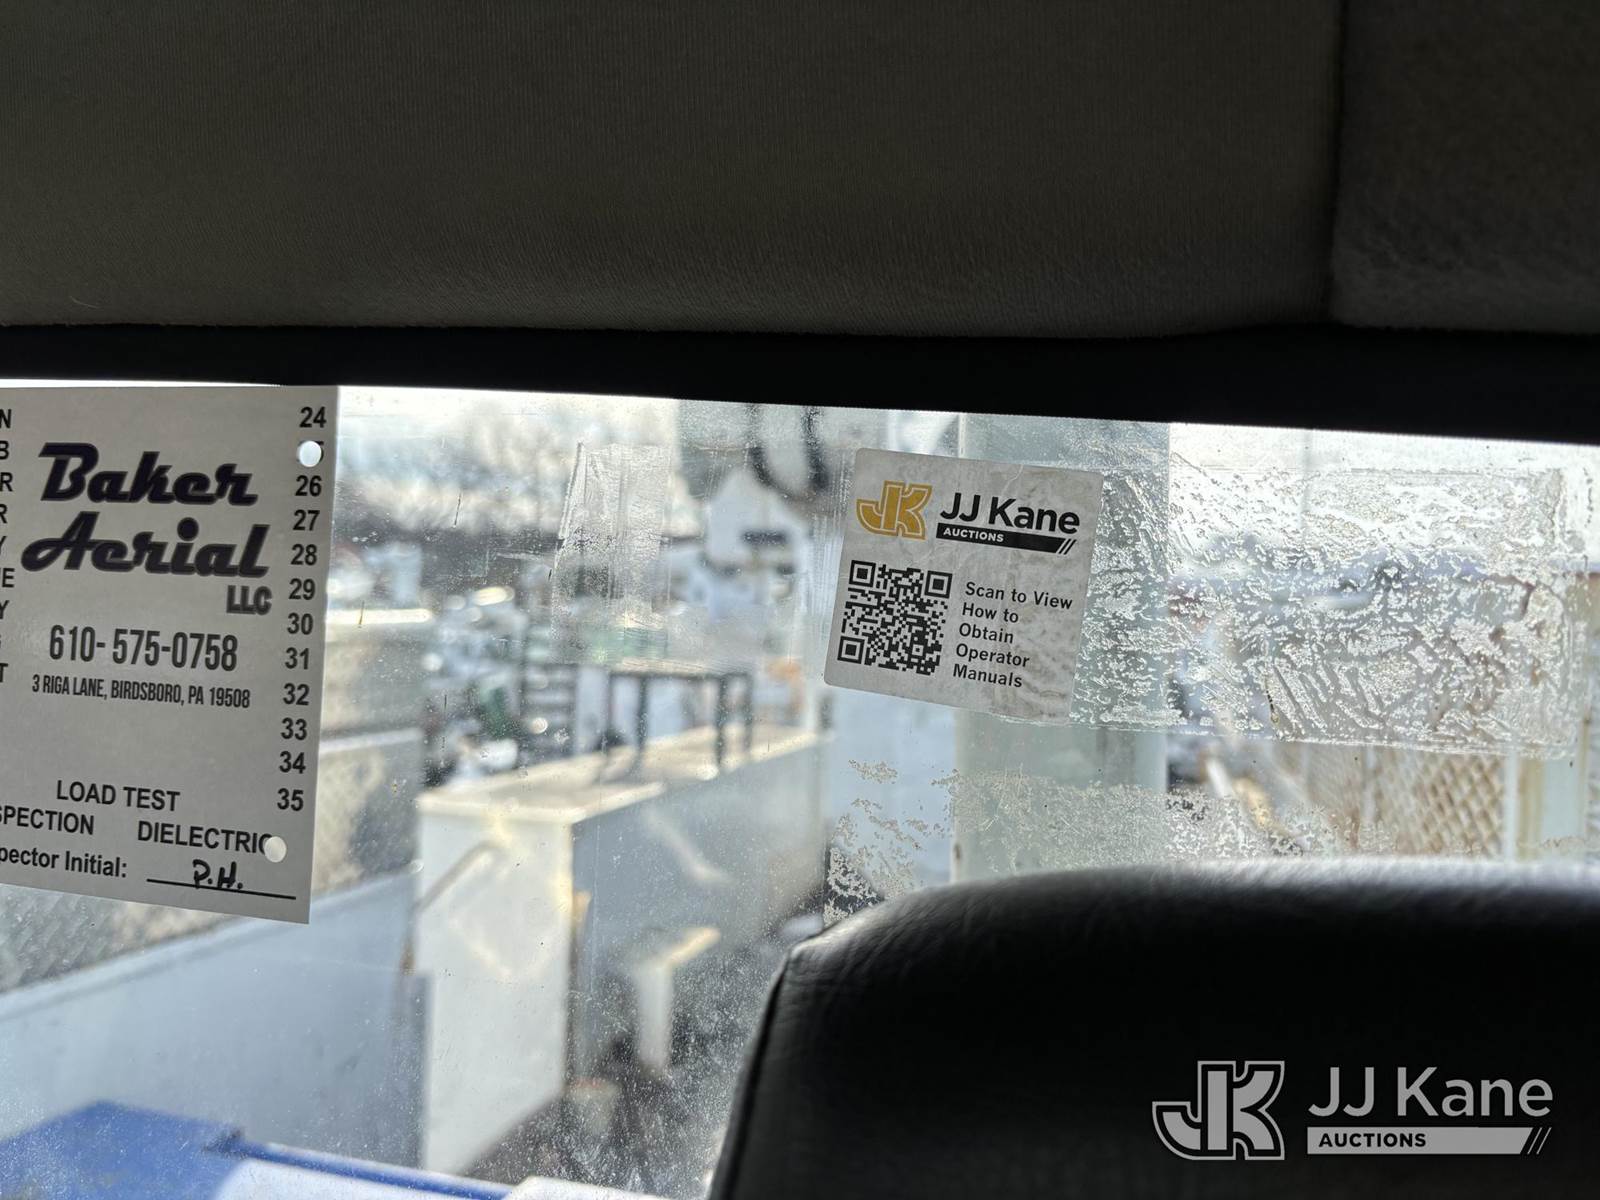 Baker
Aerial
LLC
610-575-0758
3 RIGA LANE, BIRDSBORO, PA 19508
24
26
27
28
29
30
31
32
33
34
35
LOAD TEST
DIELECTRIC
Initial: P.H.
JK JJ Kane
AUCTIONS
Scan to View
How to
Obtain
Operator
Manuals
JK JJ Kane
AUCTIONS